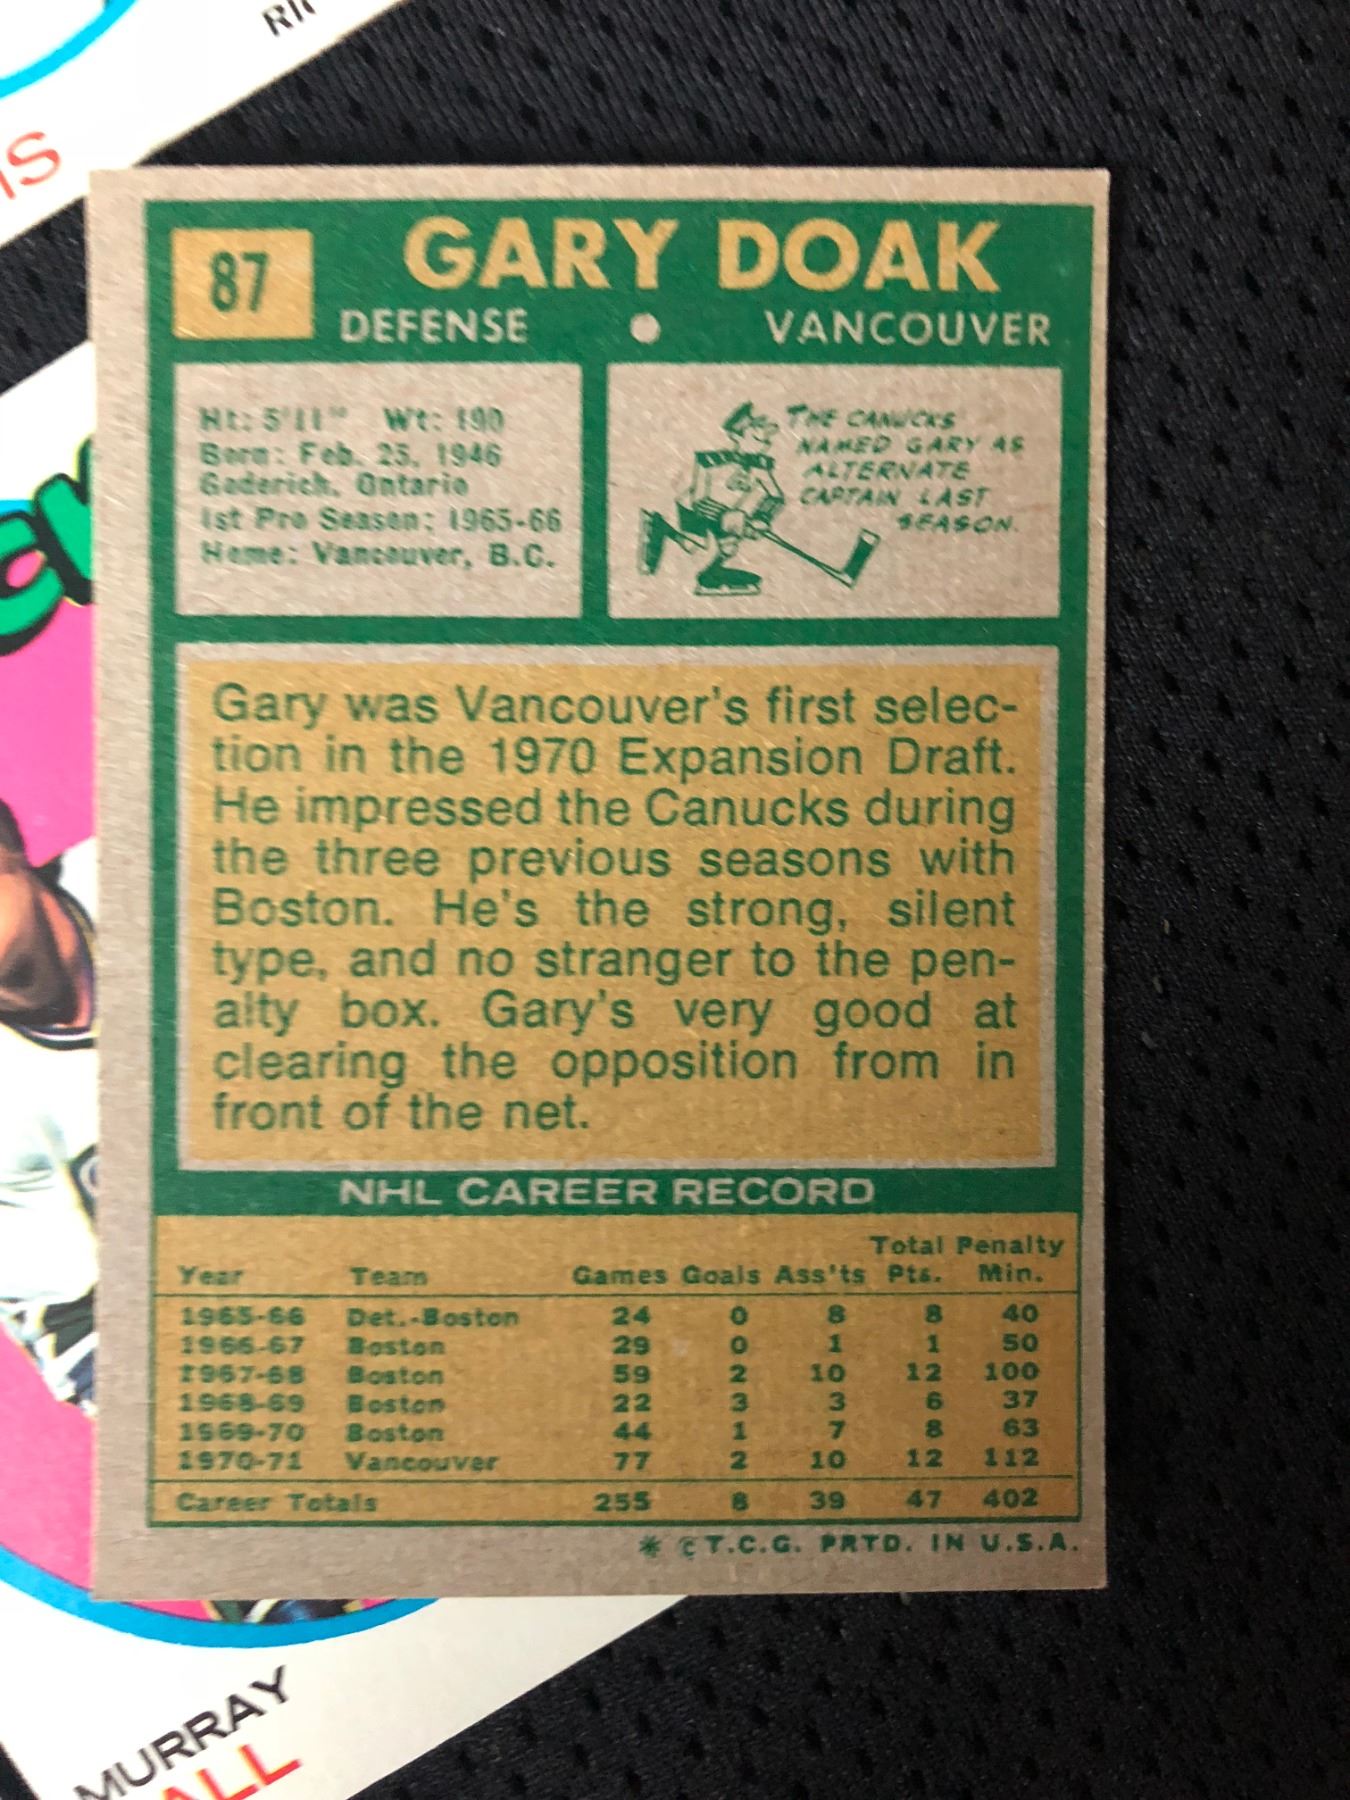 RI
IS
87
GARY DOAK
DEFENSE • VANCOUVER
Ht: 5'11" Wt: 190
Born: Feb. 25, 1946
Goderich, Ontario
1st Pro Season: 1965-66
Home: Vancouver, B.C.
THE CANUCKS
NAMED GARY AS
ALTERNATE
CAPTAIN LAST
SEASON.
Gary was Vancouver's first selec-
tion in the 1970 Expansion Draft.
He impressed the Canucks during
the three previous seasons with
Boston. He's the strong, silent
type, and no stranger to the pen-
alty box. Gary's very good at
clearing the opposition from in
front of the net.
NHL CAREER RECORD
Total Penalty
Year Team Games Goals Ass'ts Pts. Min.
1965-66 Det.-Boston 24 0 8 8 40
1966-67 Boston 29 0 1 1 50
1967-68 Boston 59 2 10 12 100
1968-69 Boston 22 3 3 6 37
1969-70 Boston 44 1 7 8 63
1970-71 Vancouver 77 2 10 12 112
Career Totals 255 8 39 47 402
* © T.C.G. PRTD. IN U.S.A.
MURRAY
ALL